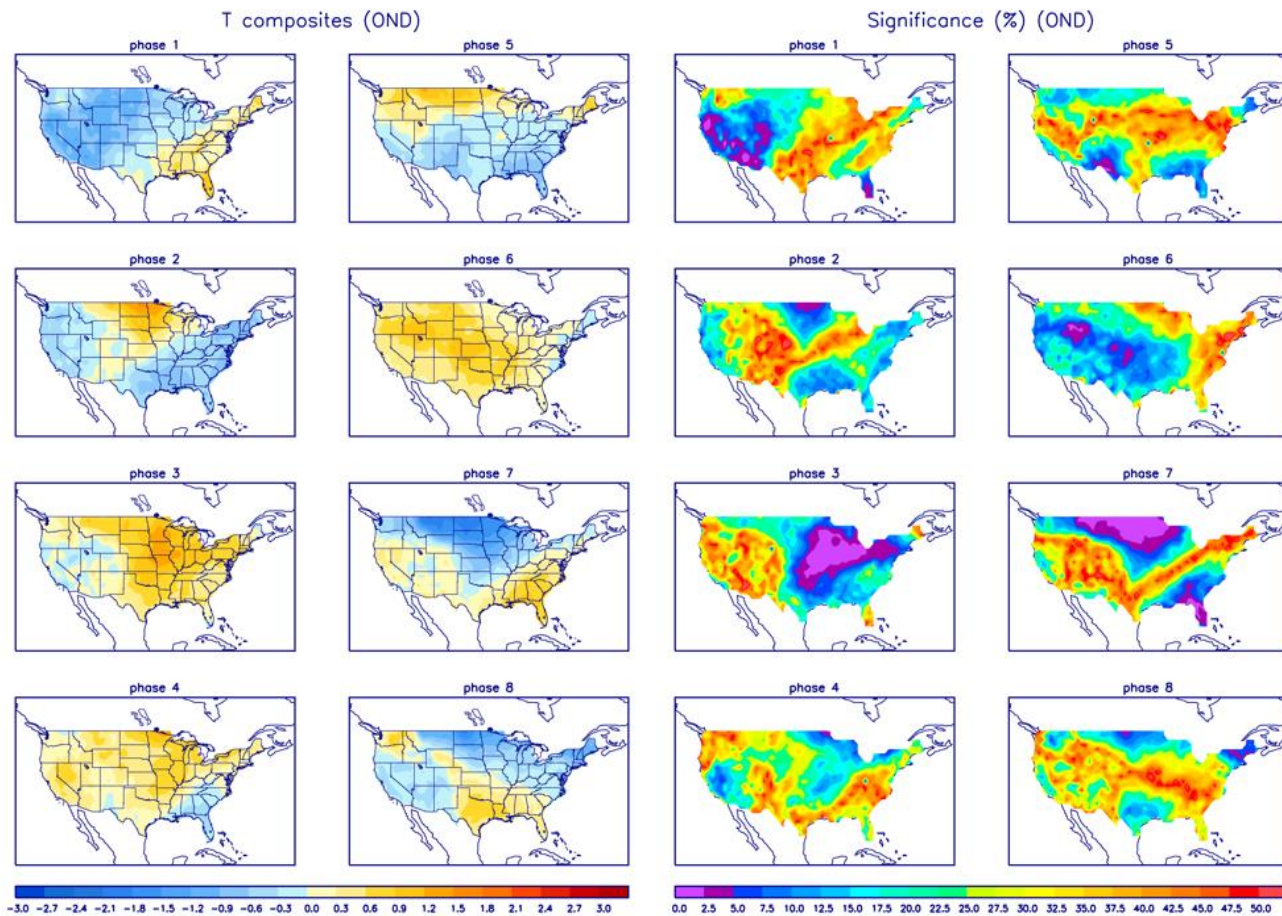 T composites (OND)
Significance (%) (OND)
phase 1
phase 5
phase 1
phase 5
phase 2
phase 6
phase 2
phase 6
phase 3
phase 7
phase 3
phase 7
phase 4
phase 8
phase 4
phase 8
-3.0 -2.7 -2.4 -2.1 -1.8 -1.5 -1.2 -0.9 -0.6 -0.3 0.0 0.3 0.6 0.9 1.2 1.5 1.8 2.1 2.4 2.7 3.0
0.0 2.5 5.0 7.5 10.0 12.5 15.0 17.5 20.0 22.5 25.0 27.5 30.0 32.5 35.0 37.5 40.0 42.5 45.0 47.5 50.0